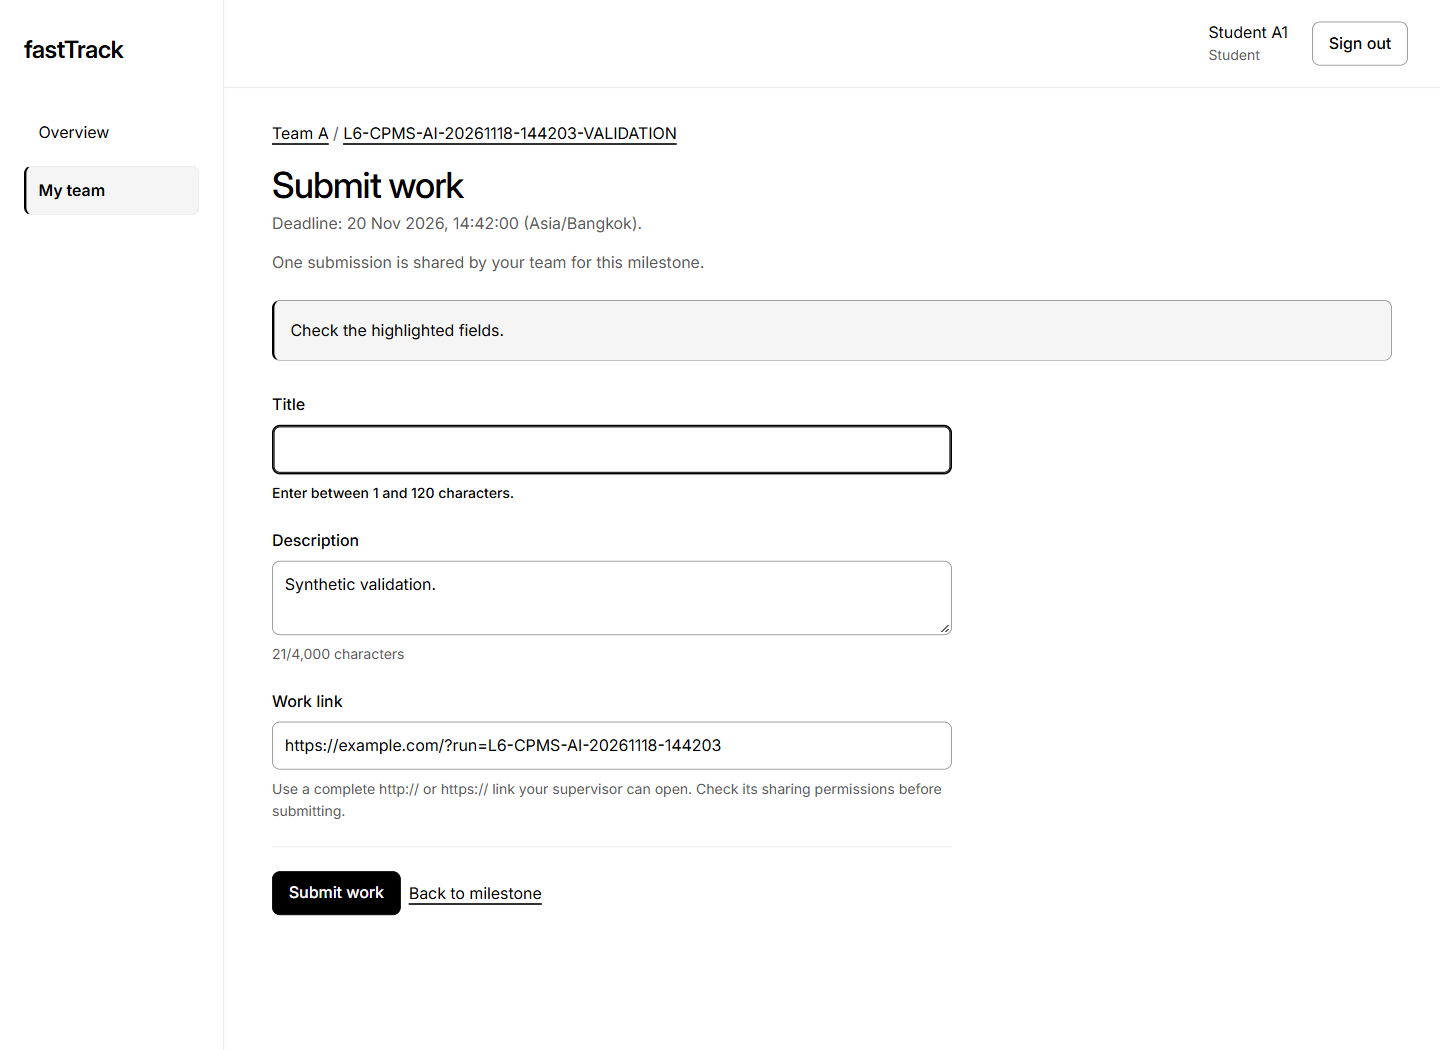 fastTrack
Student A1
Student
Sign out
Overview
My team
Team A / L6-CPMS-AI-20261118-144203-VALIDATION
Submit work
Deadline: 20 Nov 2026, 14:42:00 (Asia/Bangkok).
One submission is shared by your team for this milestone.
Check the highlighted fields.
Title
Enter between 1 and 120 characters.
Description
Synthetic validation.
21/4,000 characters
Work link
https://example.com/?run=L6-CPMS-AI-20261118-144203
Use a complete http:// or https:// link your supervisor can open. Check its sharing permissions before
submitting.
Submit work
Back to milestone